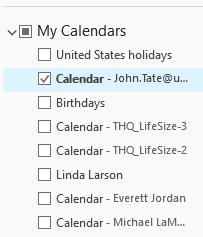 My Calendars
United States holidays
Calendar - John.Tate@u...
Birthdays
Calendar - THQ_LifeSize-3
Calendar - THQ_LifeSize-2
Linda Larson
Calendar - Everett Jordan
Calendar - Michael LaM...